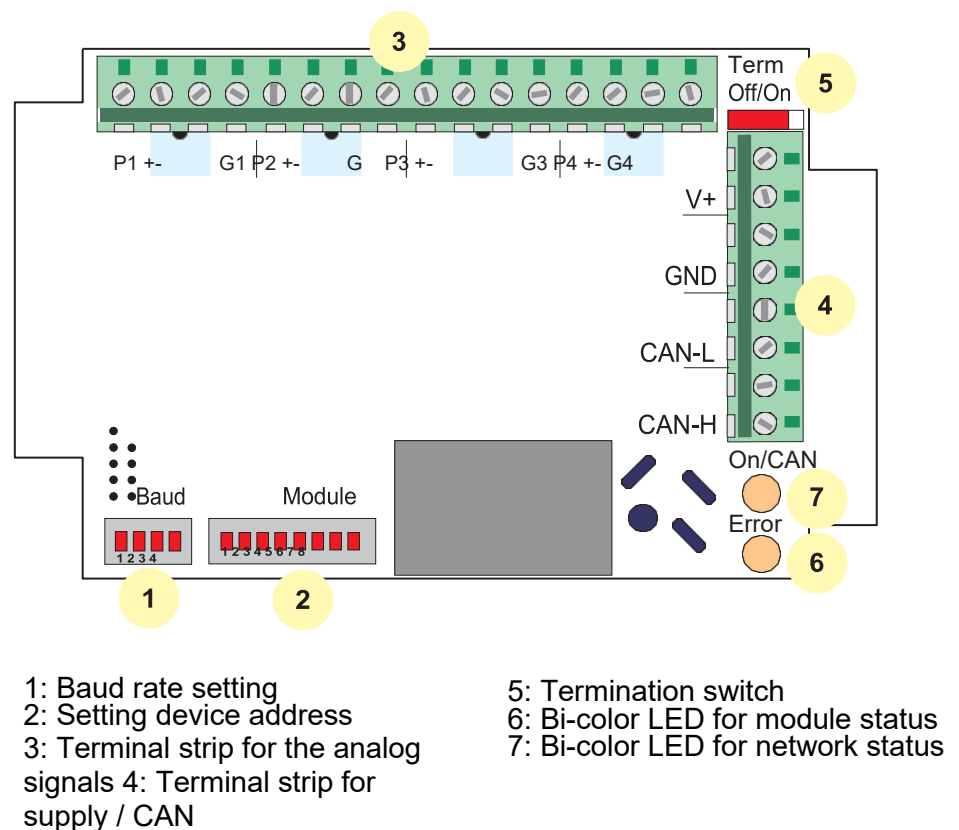 3
Term
Off/On
5
P1 +- G1 P2 +- G P3 +- G3 P4 +- G4
V+
GND
4
CAN-L
CAN-H
On/CAN
7
Baud Module
Error
1 2 3 4
1 2 3 4 5 6 7 8
6
1
2
1: Baud rate setting
2: Setting device address
3: Terminal strip for the analog
signals 4: Terminal strip for
supply / CAN
5: Termination switch
6: Bi-color LED for module status
7: Bi-color LED for network status